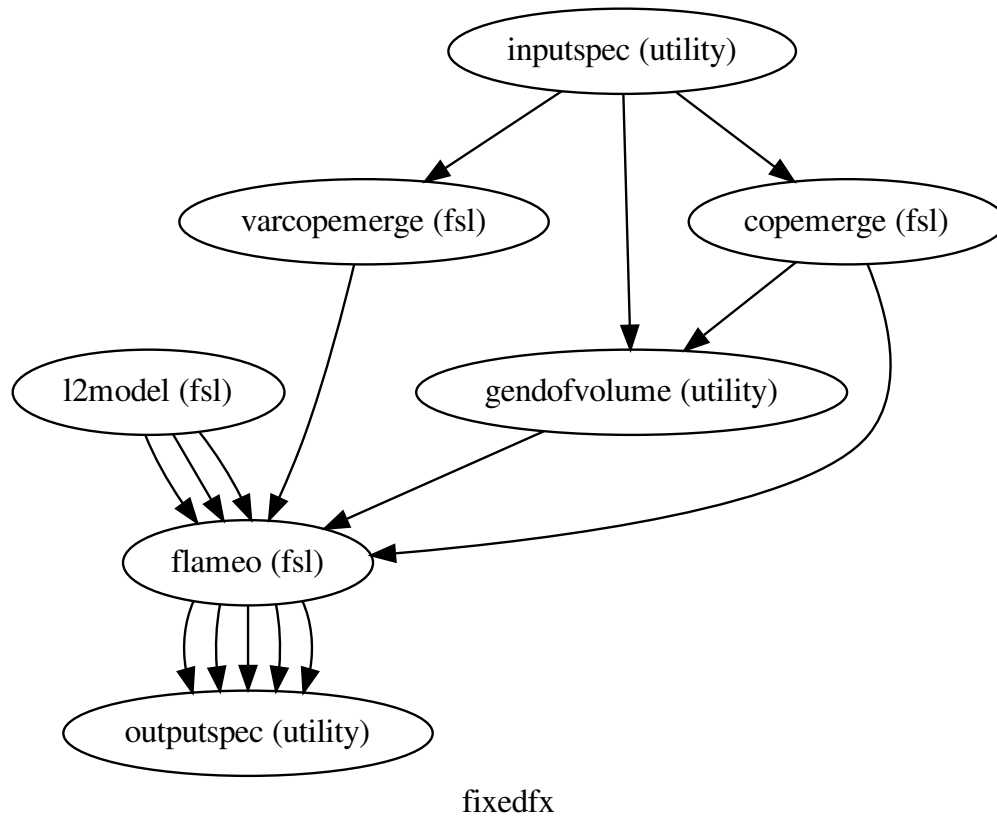 inputspec (utility)
varcopemerge (fsl)
copemerge (fsl)
l2model (fsl)
gendofvolume (utility)
flameo (fsl)
outputspec (utility)
fixedfx